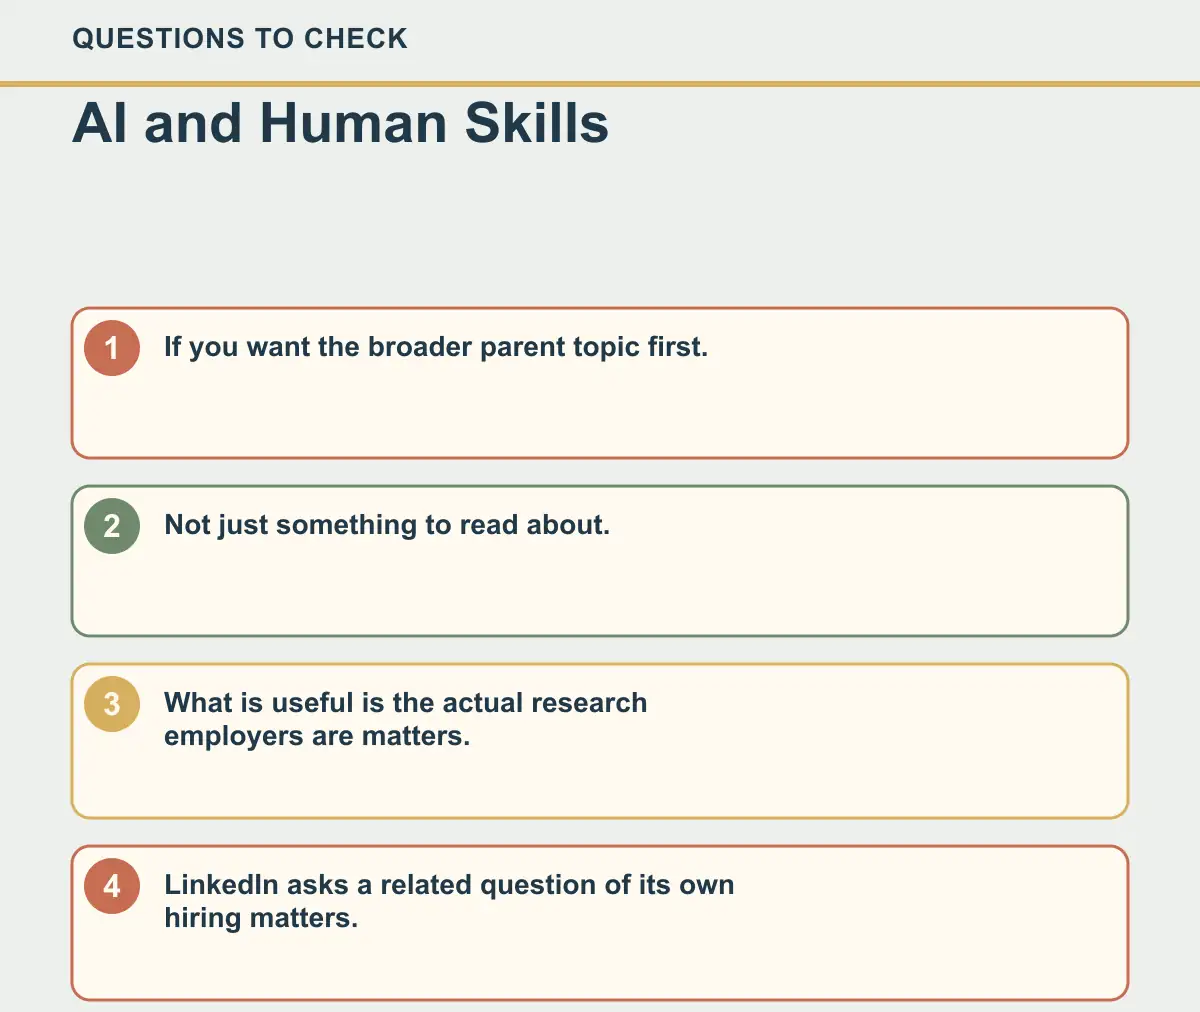 QUESTIONS TO CHECK
AI and Human Skills
1
If you want the broader parent topic first.
2
Not just something to read about.
3
What is useful is the actual research
employers are matters.
4
LinkedIn asks a related question of its own
hiring matters.